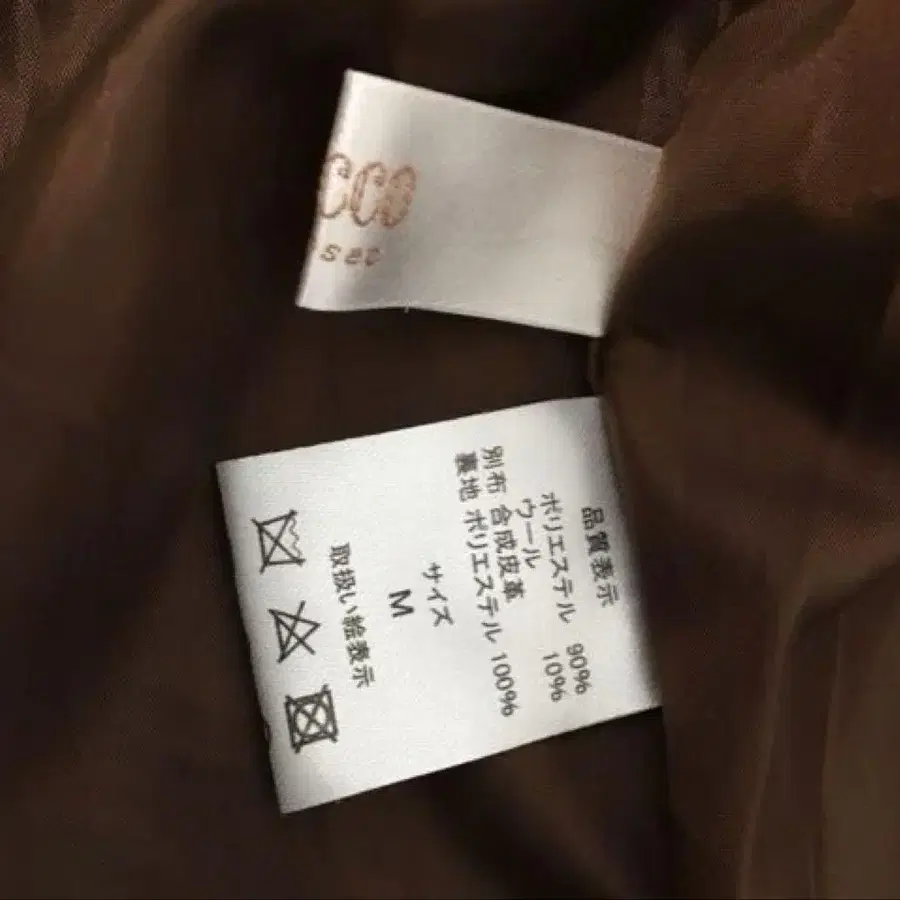 CCO
set
品質表示
ポリエステル 90%
ウール 10%
別布 合成皮革
裏地 ポリエステル 100%
サイズ
M
取扱い絵表示